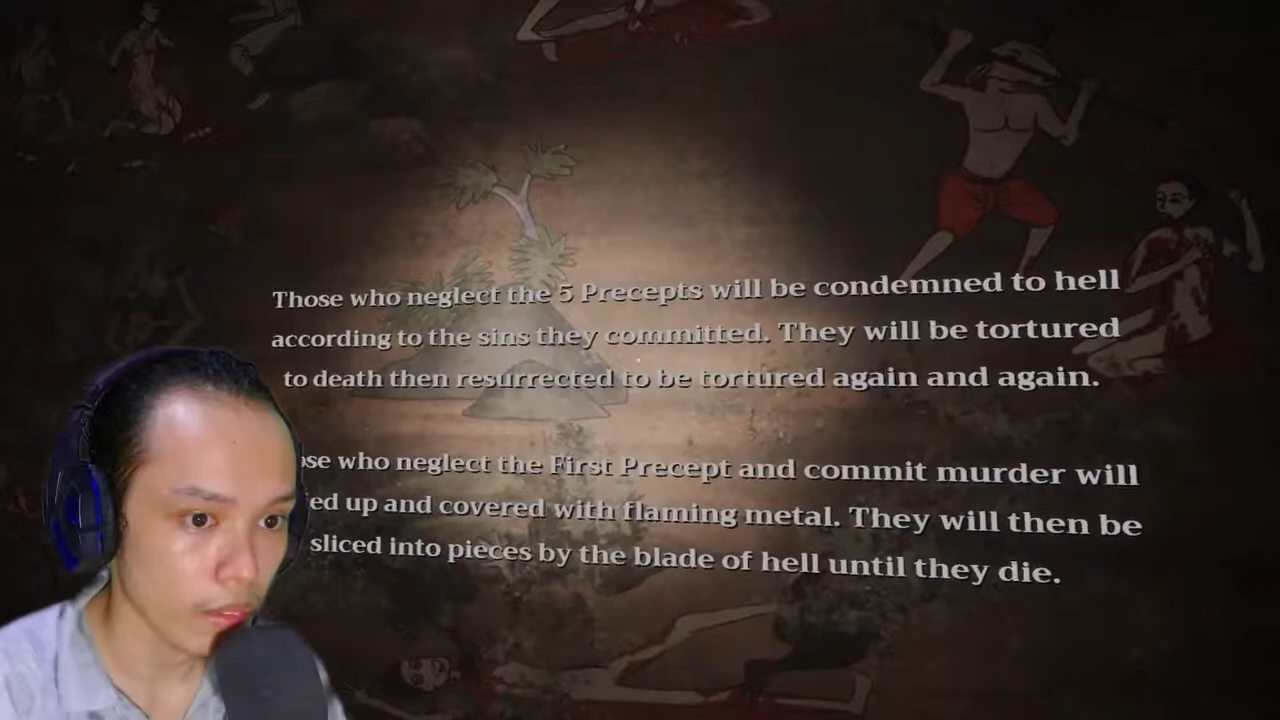 Those who neglect the 5 Precepts will be condemned to hell
according to the sins they committed. They will be tortured
to death then resurrected to be tortured again and again.
who neglect the First Precept and commit murder will
up and covered with flaming metal. They will then be
sliced into pieces by the blade of hell until they die.